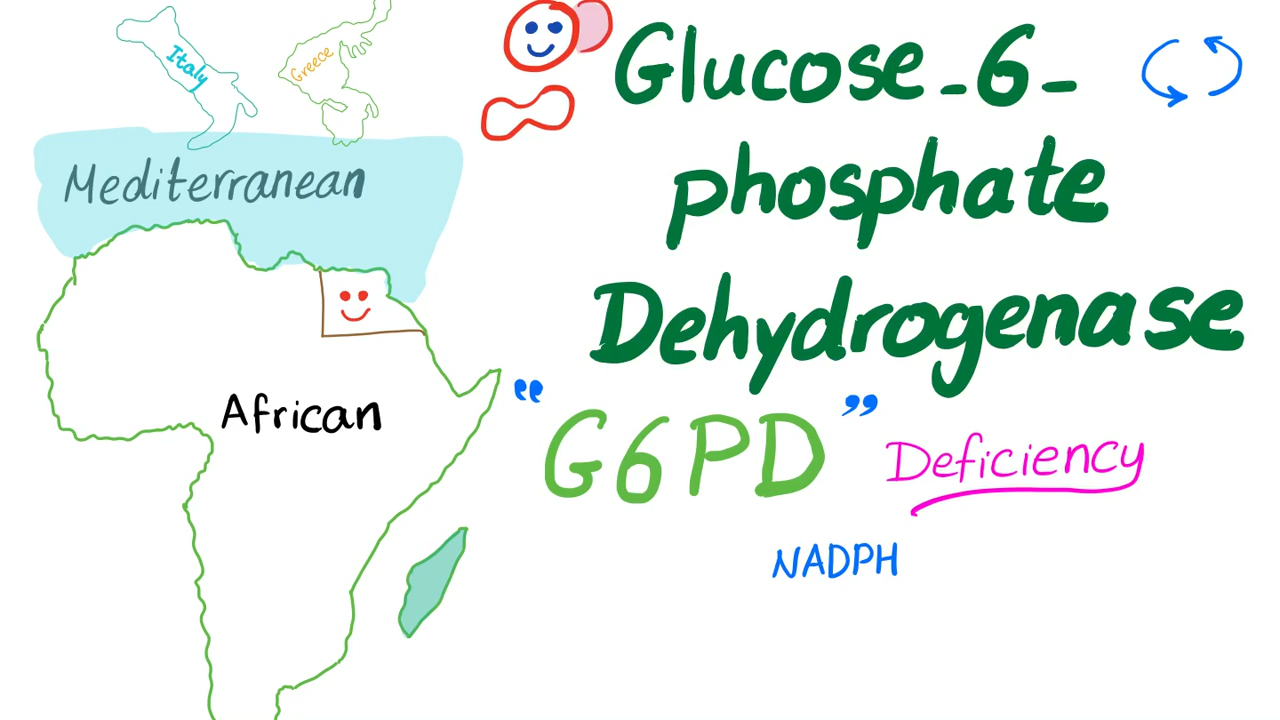 Italy
Greece
Mediterranean
African
Glucose-6-
phosphate
Dehydrogenase
"G6PD" Deficiency
NADPH